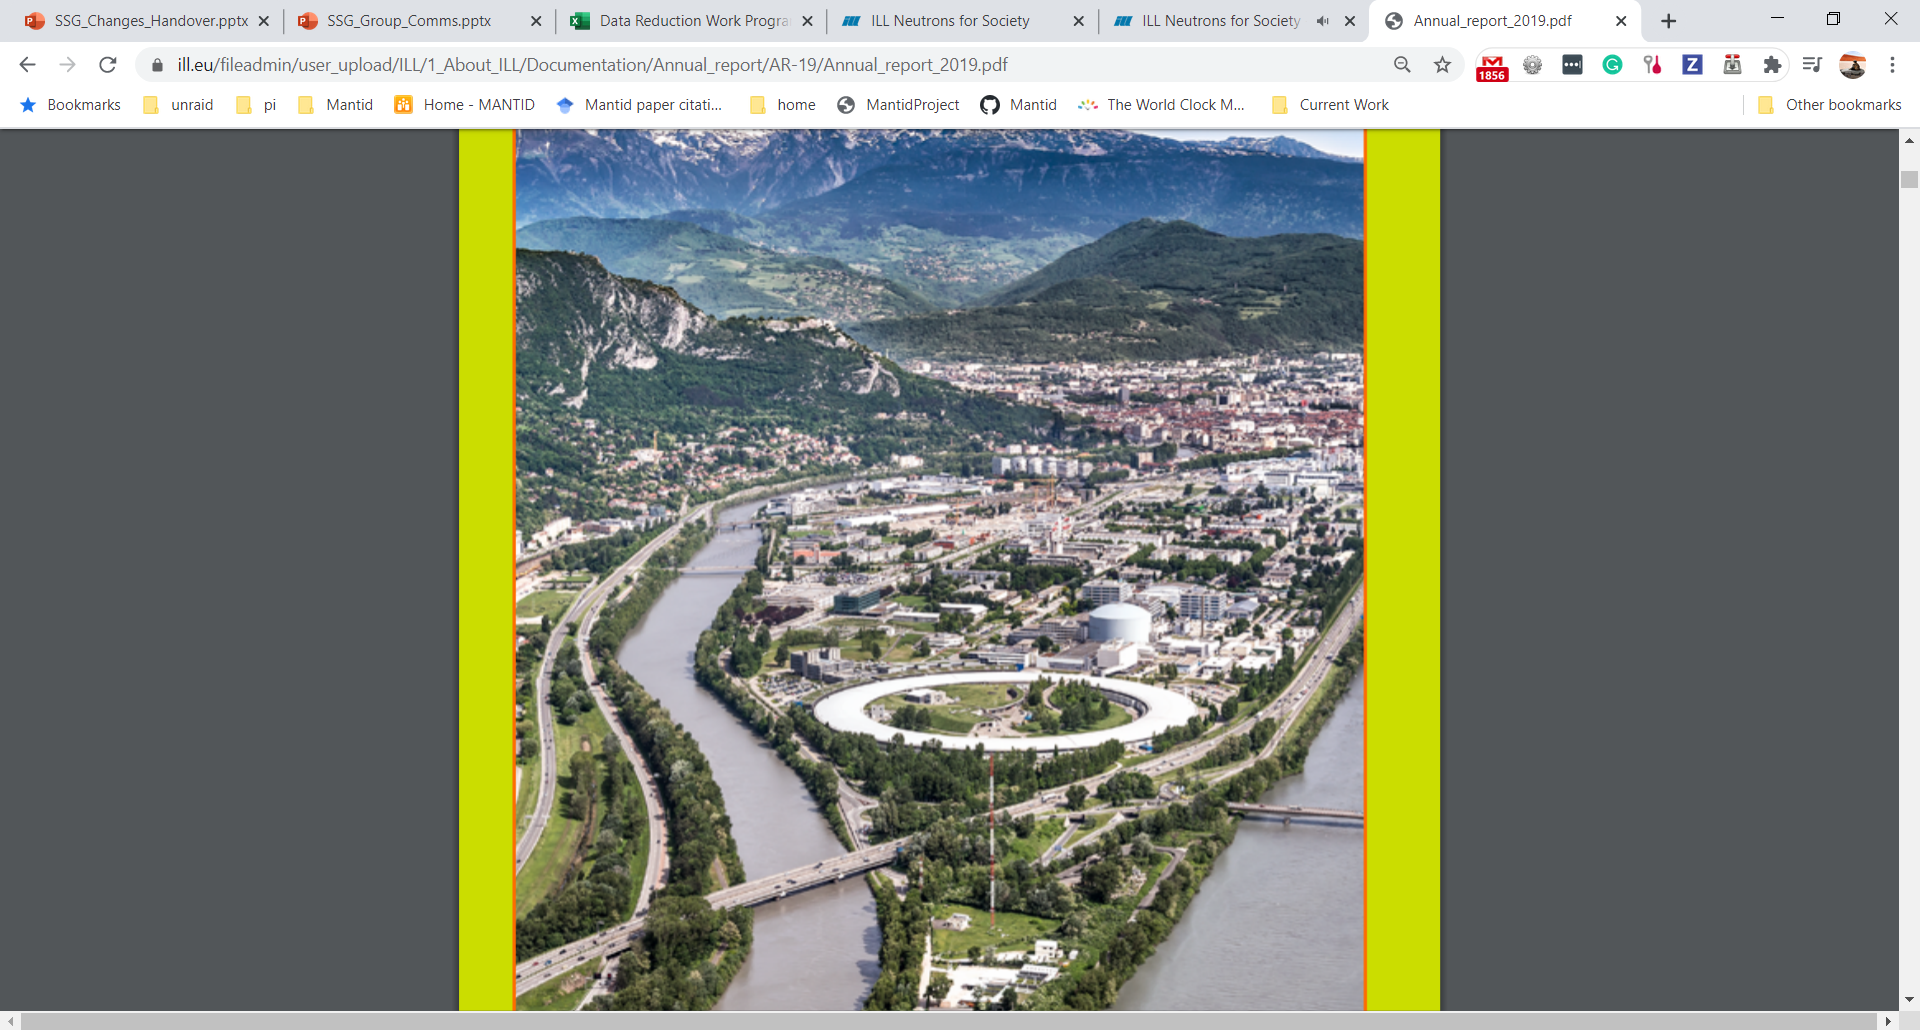 SSG_Changes_Handover.pptx
SSG_Group_Comms.pptx
Data Reduction Work Progra
ILL Neutrons for Society
ILL Neutrons for Society
Annual_report_2019.pdf
ill.eu/fileadmin/user_upload/ILL/1_About_ILL/Documentation/Annual_report/AR-19/Annual_report_2019.pdf
1856
Z
Bookmarks
unraid
pi
Mantid
Home - MANTID
Mantid paper citati...
home
MantidProject
Mantid
The World Clock M...
Current Work
Other bookmarks